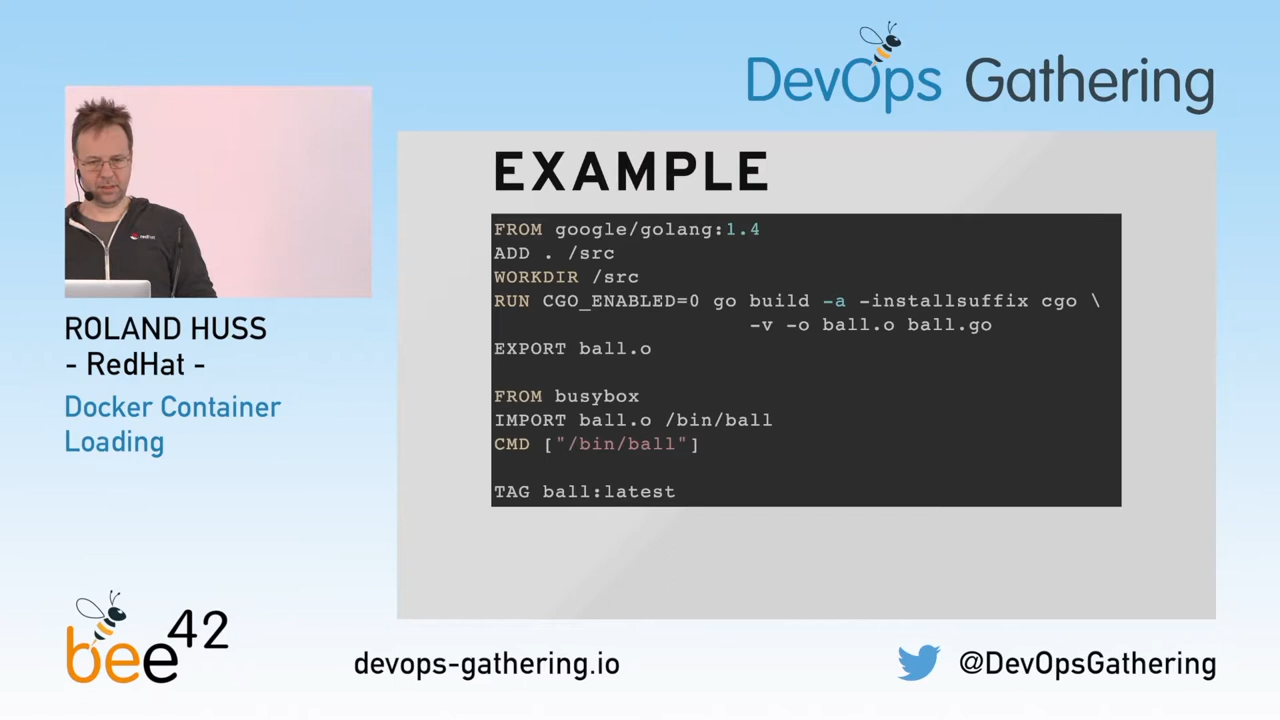 DevOps Gathering
EXAMPLE
FROM google/golang:1.4
ADD . /src
WORKDIR /src
RUN CGO_ENABLED=0 go build -a -installsuffix cgo \
-v -o ball.o ball.go
EXPORT ball.o
FROM busybox
IMPORT ball.o /bin/ball
CMD ["/bin/ball"]
TAG ball:latest
redhat
ROLAND HUSS
- RedHat -
Docker Container
Loading
bee42
devops-gathering.io
@DevOpsGathering